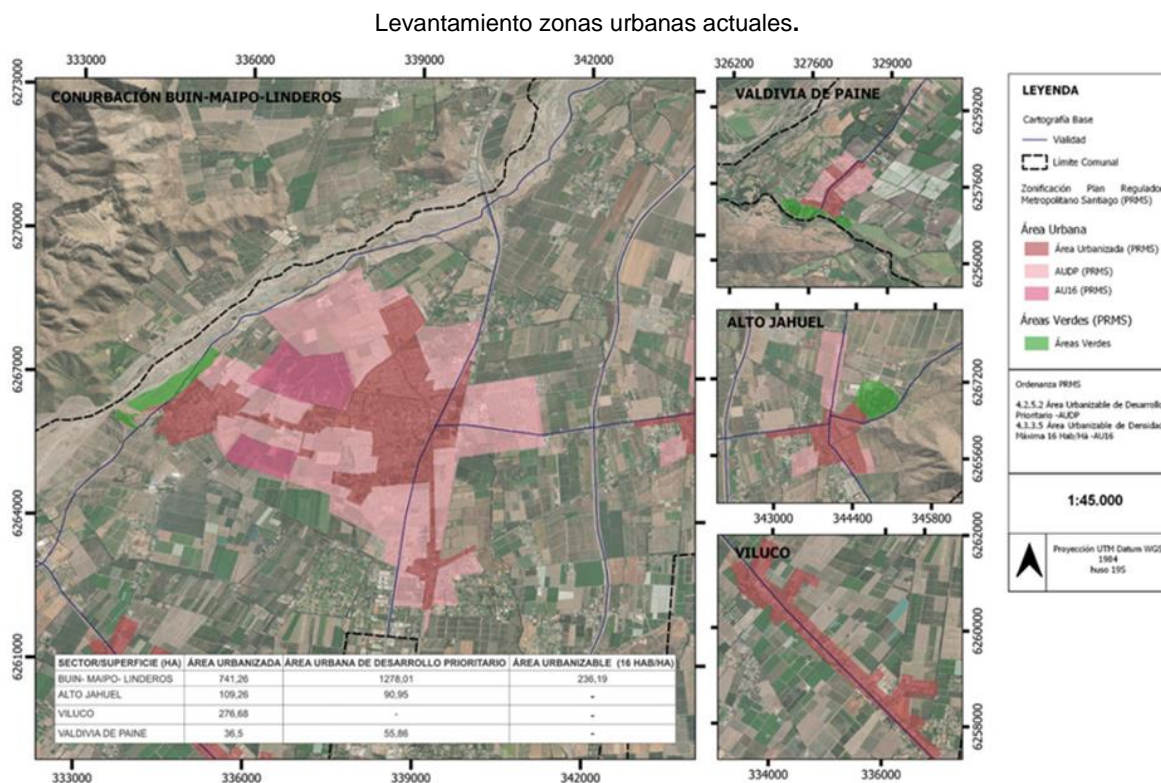 Levantamiento zonas urbanas actuales.
333000 336000 339000 342000
6273000
6270000
6267000
6264000
6261000
CONURBACIÓN BUIN-MAIPO-LINDEROS
SECTOR/SUPERFICIE (HA) ÁREA URBANIZADA ÁREA URBANA DE DESARROLLO PRIORITARIO ÁREA URBANIZABLE (16 HAB/HA)
BUIN- MAIPO- LINDEROS 741,26 1278,01 236,19
ALTO JAHUEL 109,26 90,95 -
VILUCO 276,68 - -
VALDIVIA DE PAINE 36,5 55,86 -
333000 336000 339000 342000
326200 327600 329000
VALDIVIA DE PAINE
6259200
6257600
6256000
ALTO JAHUEL
6267200
6265600
343000 344400 345800
VILUCO
6262000
6260000
6258000
334000 336000
LEYENDA
Cartografía Base
Vialidad
Límite Comunal
Zonificación Plan Regulador
Metropolitano Santiago (PRMS)
Área Urbana
Área Urbanizada (PRMS)
AUDP (PRMS)
AU16 (PRMS)
Áreas Verdes (PRMS)
Áreas Verdes
Ordenanza PRMS
4.2.5.2 Área Urbanizable de Desarrollo
Prioritario -AUDP
4.3.3.5 Área Urbanizable de Densidad
Máxima 16 Hab/Há -AU16
1:45.000
Proyección UTM Datum WGS
1984
huso 19S